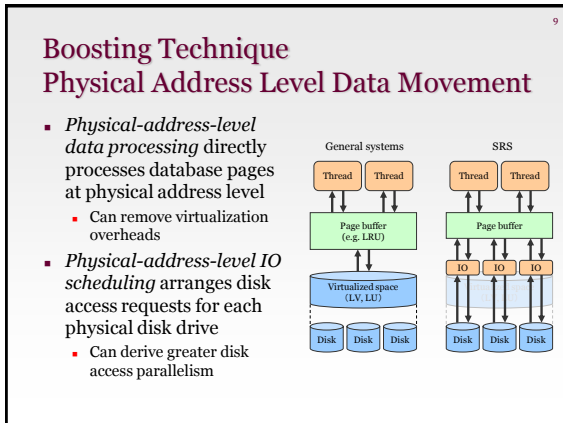 9
Boosting Technique
Physical Address Level Data Movement
▪ Physical-address-level
data processing directly
processes database pages
at physical address level
▪ Can remove virtualization
overheads
▪ Physical-address-level IO
scheduling arranges disk
access requests for each
physical disk drive
▪ Can derive greater disk
access parallelism
General systems
Thread Thread
Page buffer
(e.g. LRU)
Virtualized space
(LV, LU)
Disk Disk Disk
SRS
Thread Thread
Page buffer
IO IO IO
Disk Disk Disk